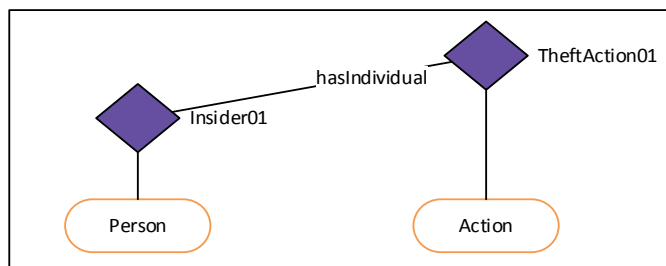 TheftAction01
hasIndividual
Insider01
Person
Action